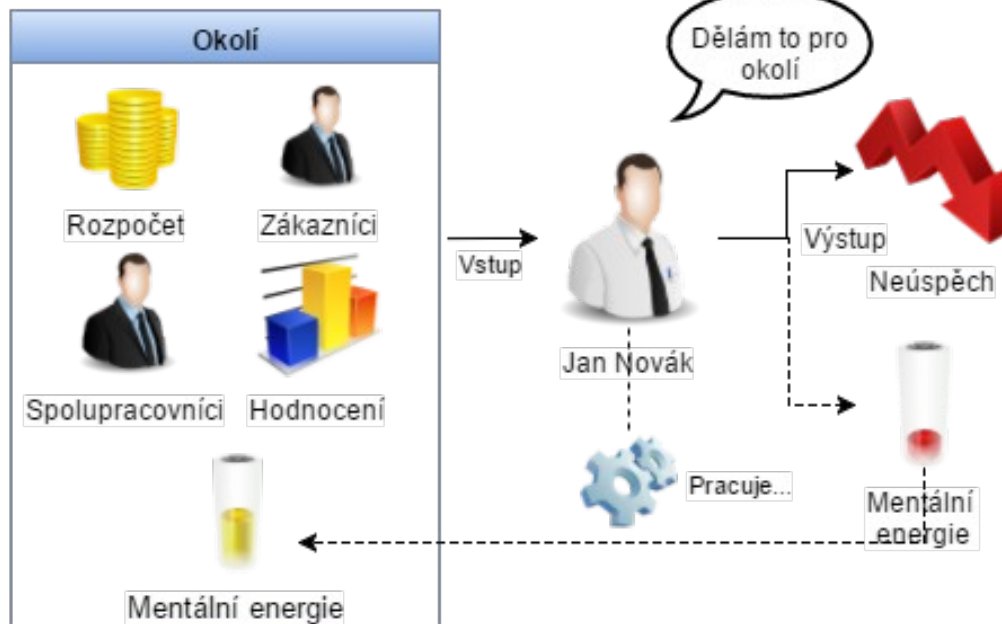 Okolí
Dělám to pro
okolí
Rozpočet
Zákazníci
Vstup
Výstup
Neúspěch
Jan Novák
Spolupracovníci
Hodnocení
Pracuje...
Mentální
energie
Mentální energie